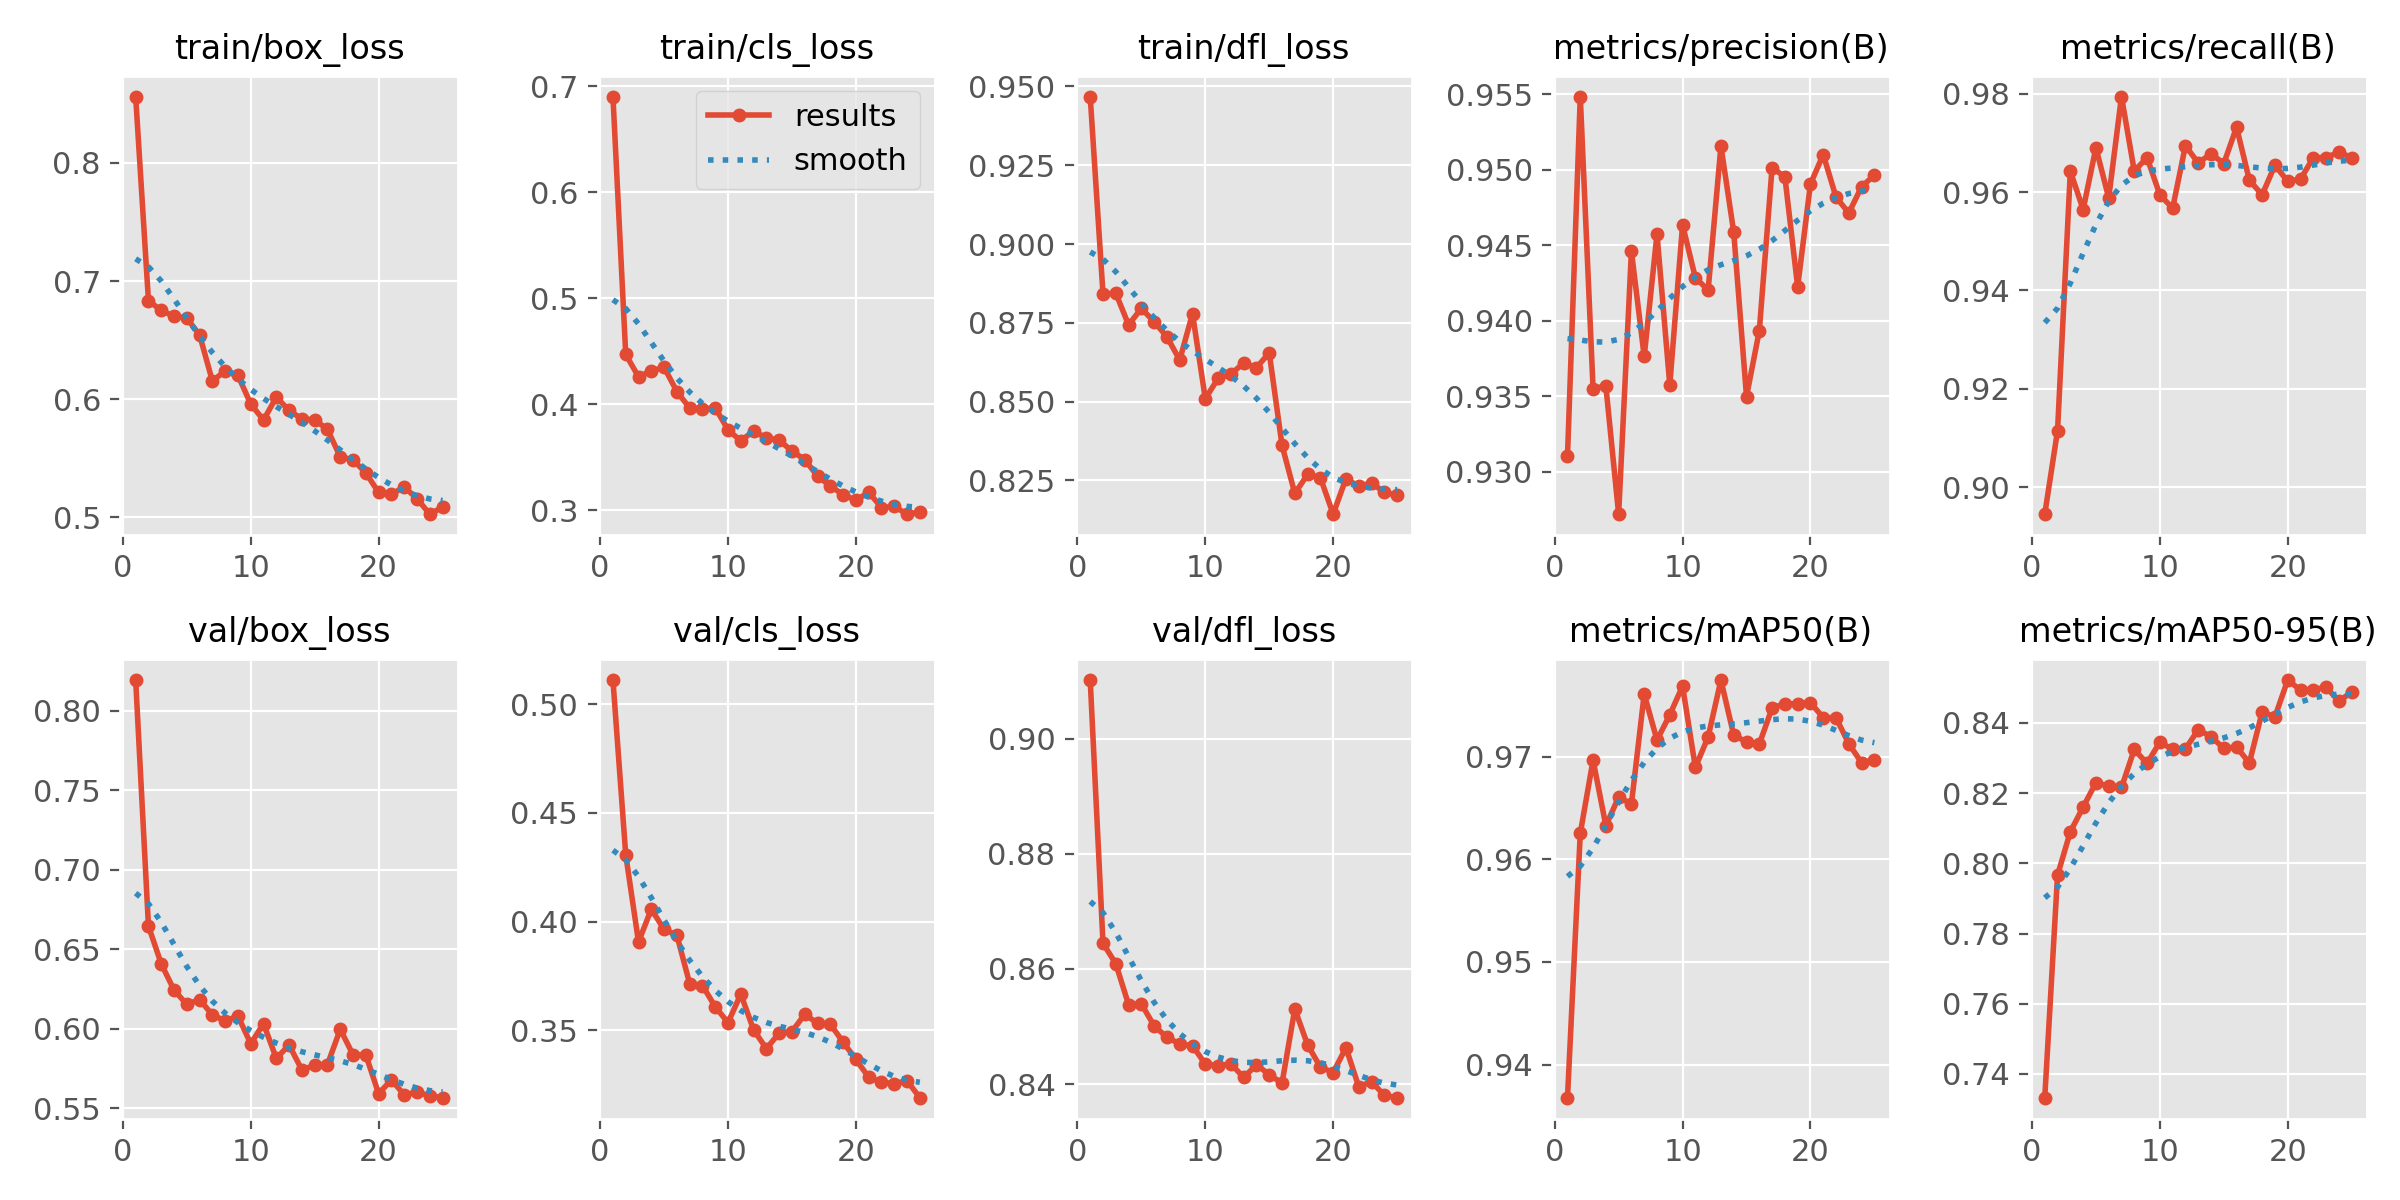 train/box_loss
0.8
0.7
0.6
0.5
0 10 20
train/cls_loss
results
smooth
0.7
0.6
0.5
0.4
0.3
0 10 20
train/dfl_loss
0.950
0.925
0.900
0.875
0.850
0.825
0 10 20
metrics/precision(B)
0.955
0.950
0.945
0.940
0.935
0.930
0 10 20
metrics/recall(B)
0.98
0.96
0.94
0.92
0.90
0 10 20
val/box_loss
0.80
0.75
0.70
0.65
0.60
0.55
0 10 20
val/cls_loss
0.50
0.45
0.40
0.35
0 10 20
val/dfl_loss
0.90
0.88
0.86
0.84
0 10 20
metrics/mAP50(B)
0.97
0.96
0.95
0.94
0 10 20
metrics/mAP50-95(B)
0.84
0.82
0.80
0.78
0.76
0.74
0 10 20